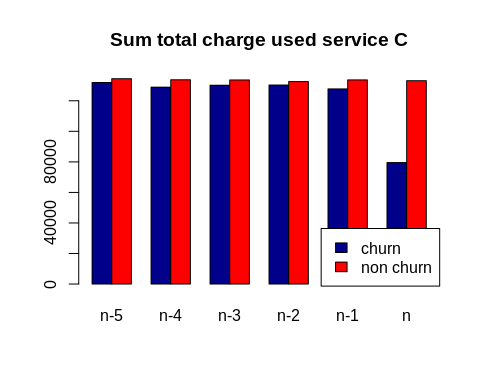 Sum total charge used service C
80000
40000
0
churn
non churn
n-5 n-4 n-3 n-2 n-1 n